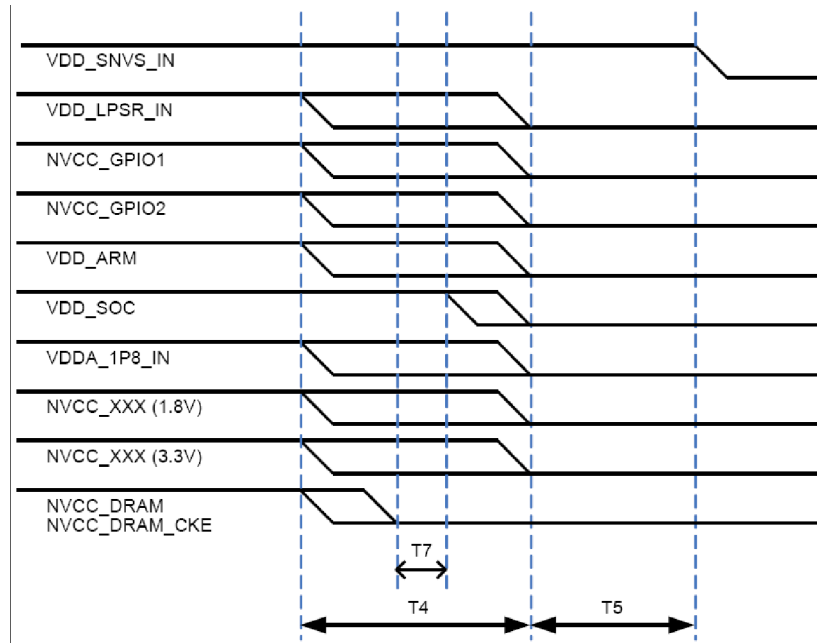 VDD_SNVS_IN
VDD_LPSR_IN
NVCC_GPIO1
NVCC_GPIO2
VDD_ARM
VDD_SOC
VDDA_1P8_IN
NVCC_XXX (1.8V)
NVCC_XXX (3.3V)
NVCC_DRAM
NVCC_DRAM_CKE
T7
T4
T5